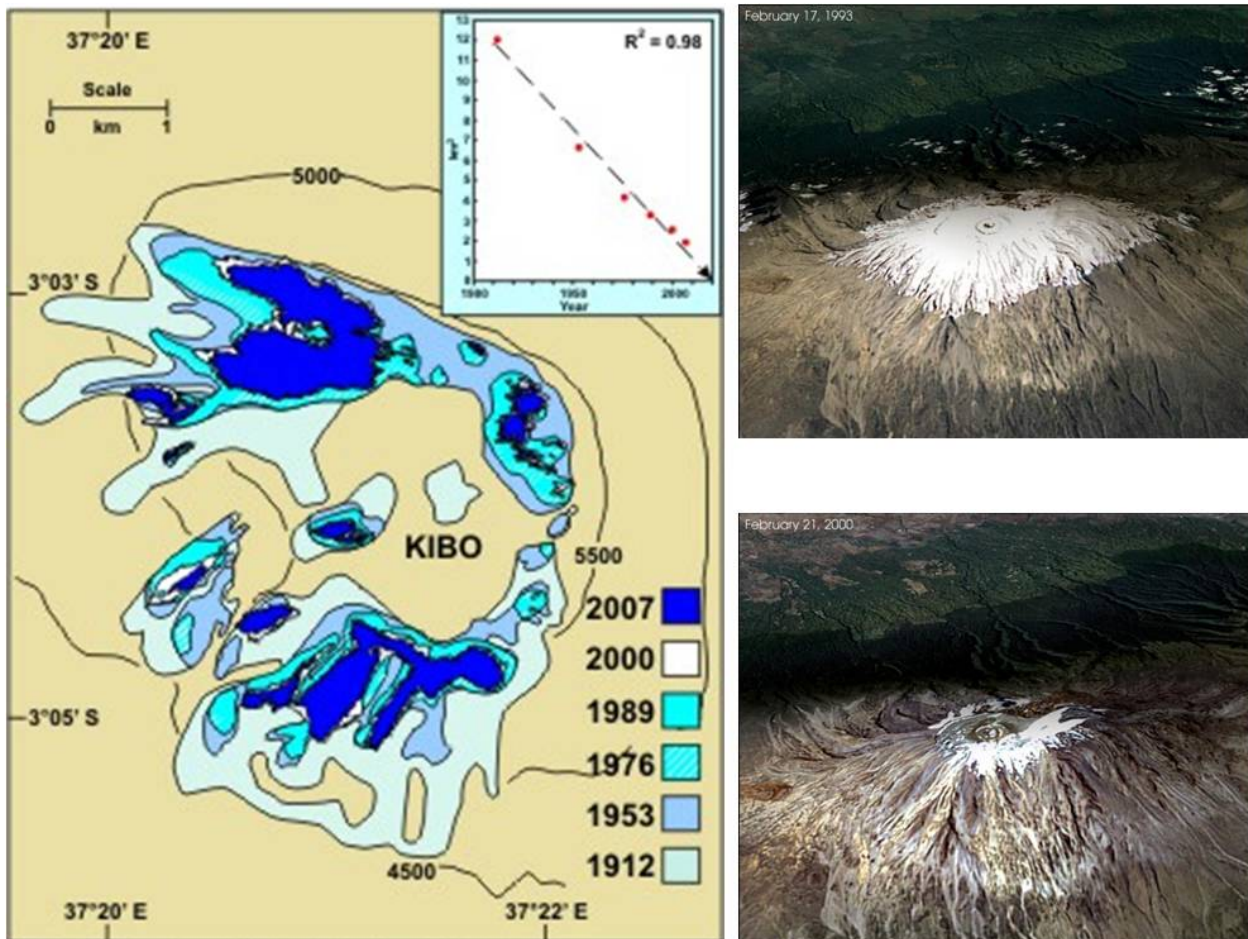 37°20' E
Scale
0 km 1
R² = 0.98
13
12
11
10
9
8
7
6
5
4
3
2
1
0
km²
1900
1950
2000
Year
5000
3°03' S
KIBO
5500
2007
2000
1989
1976
1953
1912
3°05' S
4500
37°20' E
37°22' E
February 17, 1993
February 21, 2000